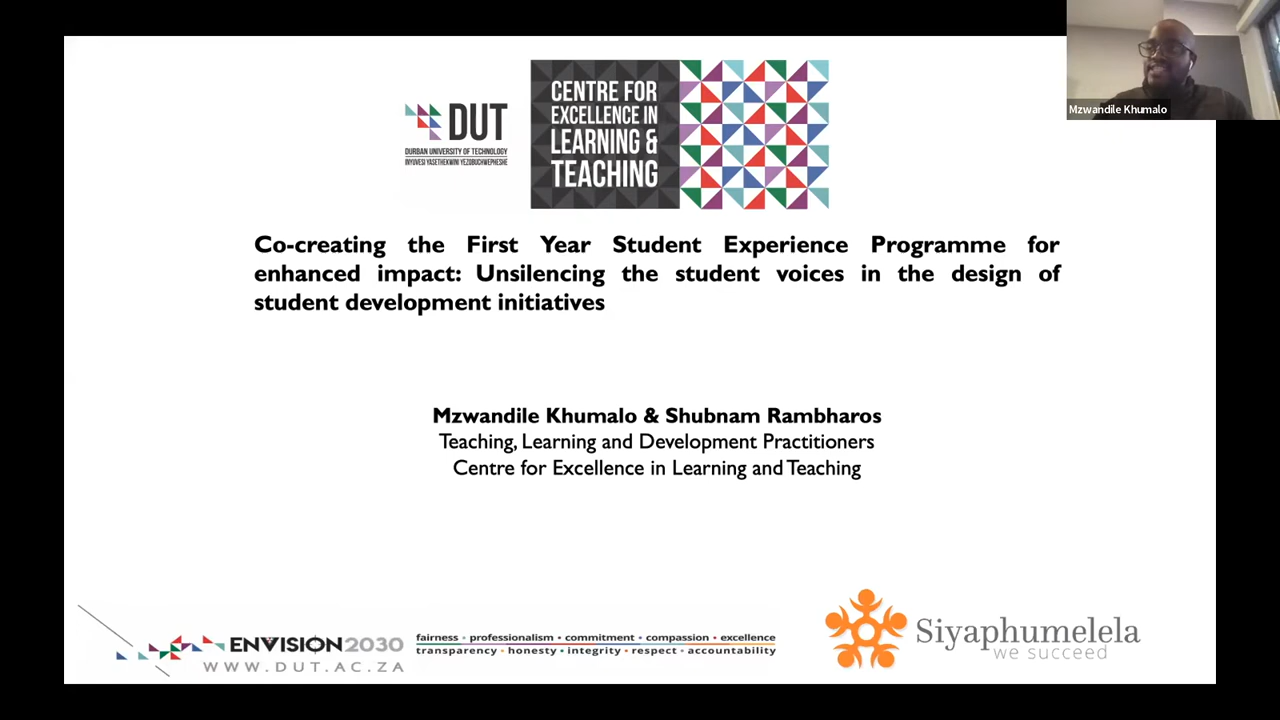 Mzwandile Khumalo
DUT
DURBAN UNIVERSITY OF TECHNOLOGY
INYUVESI YASETHEKWINI YEZOBUCHWEPHESHE
CENTRE FOR
EXCELLENCE IN
LEARNING &
TEACHING
Co-creating the First Year Student Experience Programme for
enhanced impact: Unsilencing the student voices in the design of
student development initiatives
Mzwandile Khumalo & Shubnam Rambharos
Teaching, Learning and Development Practitioners
Centre for Excellence in Learning and Teaching
ENVISION2030
WWW.DUT.AC.ZA
fairness • professionalism • commitment • compassion • excellence
transparency • honesty • integrity • respect • accountability
Siyaphumelela
we succeed